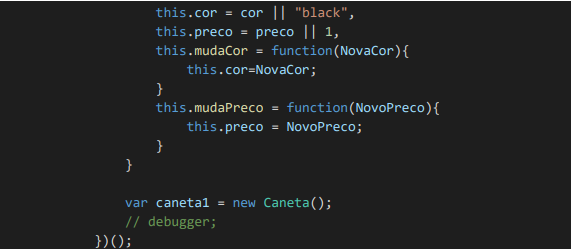 this.cor = cor || "black",
this.preco = preco || 1,
this.mudaCor = function(NovaCor){
this.cor=NovaCor;
}
this.mudaPreco = function(NovoPreco){
this.preco = NovoPreco;
}
}
var caneta1 = new Caneta();
// debugger;
})();